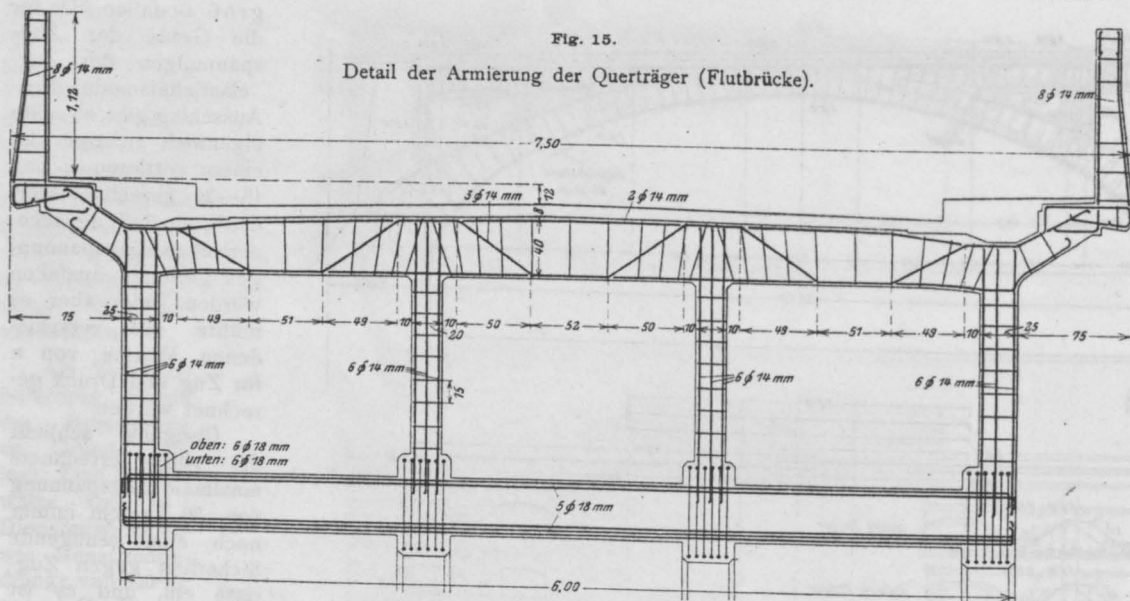 Fig. 15.
Detail der Armierung der Querträger (Flutbrücke).
8 ϕ 14 mm
1,12
8 ϕ 14 mm
7,50
3 ϕ 14 mm
8
12
2 ϕ 14 mm
40
75
25
10
49
51
49
10
10
50
52
50
10
10
49
51
49
10
25
75
20
6 ϕ 14 mm
6 ϕ 14 mm
15
6 ϕ 14 mm
6 ϕ 14 mm
oben: 6 ϕ 18 mm
unten: 6 ϕ 18 mm
5 ϕ 18 mm
6,00